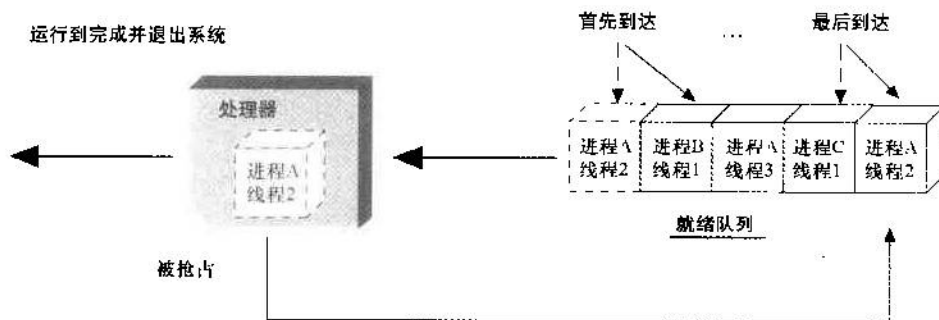 首先到达
…
最后到达
运行到完成并退出系统
处理器
进程A 线程2
进程A 线程2
进程B 线程1
进程A 线程3
进程C 线程1
进程A 线程2
就绪队列
被抢占